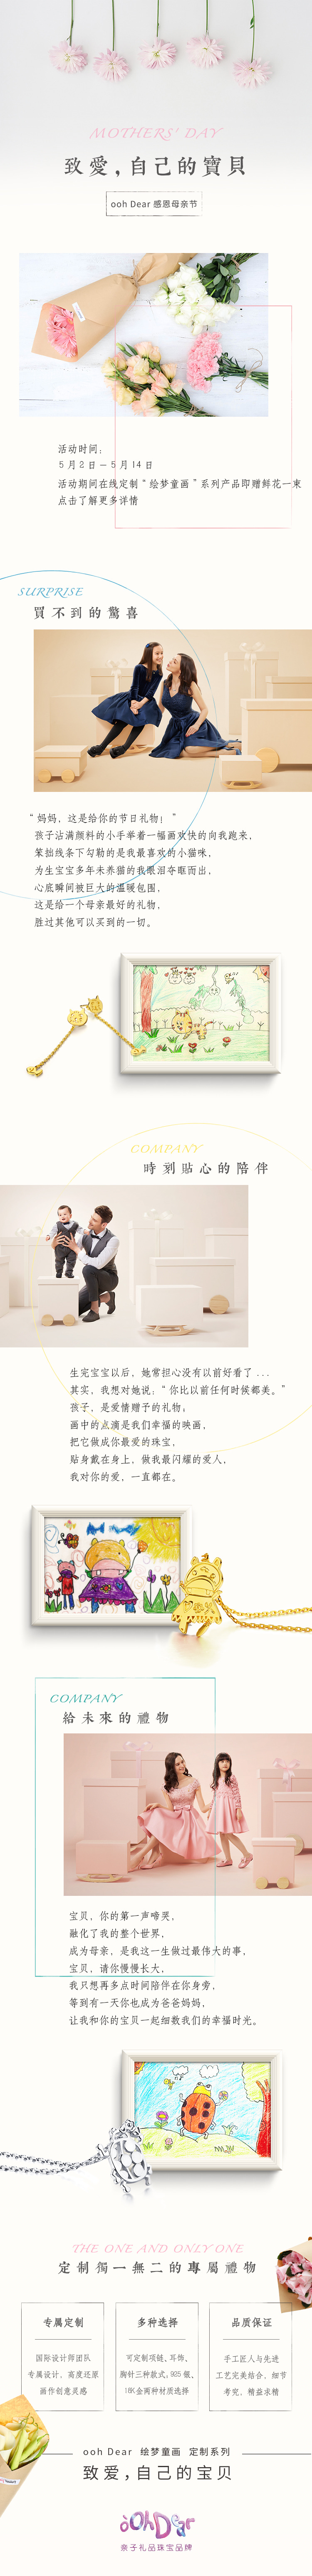 MOTHERS' DAY
致愛,自己的寶貝
ooh Dear 感恩母亲节
活动时间：
5月2日－5月14日
活动期间在线定制“绘梦童画”系列产品即赠鲜花一束
点击了解更多详情
SURPRISE
買不到的驚喜
“妈妈，这是给你的节日礼物！”
孩子沾满颜料的小手举着一幅画欢快的向我跑来，
笨拙线条下勾勒的是我最喜欢的小猫咪，
为生宝宝多年未养猫的我眼泪夺眶而出，
心底瞬间被巨大的温暖包围，
这是给一个母亲最好的礼物，
胜过其他可以买到的一切。
COMPANY
時刻貼心的陪伴
生完宝宝以后，她常担心没有以前好看了...
其实，我想对她说：“你比以前任何时候都美。”
孩子，是爱情赠予的礼物；
画中的点滴是我们幸福的映画，
把它做成你最爱的珠宝，
贴身戴在身上，做我最闪耀的爱人，
我对你的爱，一直都在。
COMPANY
給未來的禮物
宝贝，你的第一声啼哭，
融化了我的整个世界，
成为母亲，是我这一生做过最伟大的事，
宝贝，请你慢慢长大，
我只想再多点时间陪伴在你身旁，
等到有一天你也成为爸爸妈妈，
让我和你的宝贝一起细数我们的幸福时光。
THE ONE AND ONLY ONE
定制獨一無二的專屬禮物
专属定制
国际设计师团队
专属设计，高度还原
画作创意灵感
多种选择
可定制项链、耳饰、
胸针三种款式，925银、
18K金两种材质选择
品质保证
手工匠人与先进
工艺完美结合，细节
考究，精益求精
ooh Dear 绘梦童画 定制系列
致爱,自己的宝贝
oohDear
亲子礼品珠宝品牌